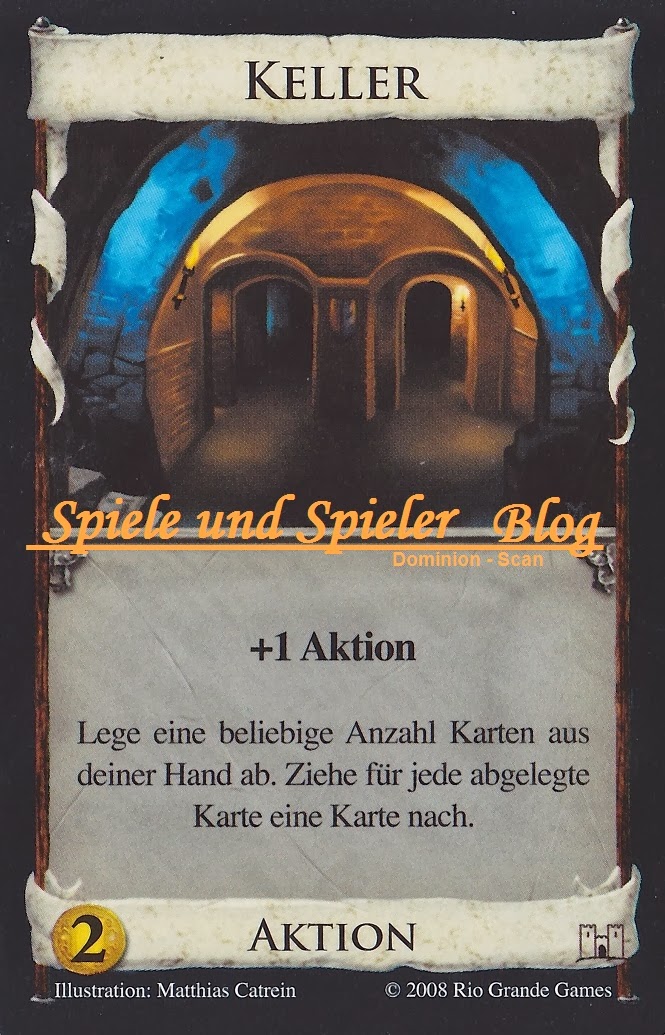 KELLER
Spiele und Spieler Blog
Dominion - Scan
+1 Aktion
Lege eine beliebige Anzahl Karten aus
deiner Hand ab. Ziehe für jede abgelegte
Karte eine Karte nach.
2 AKTION
Illustration: Matthias Catrein © 2008 Rio Grande Games